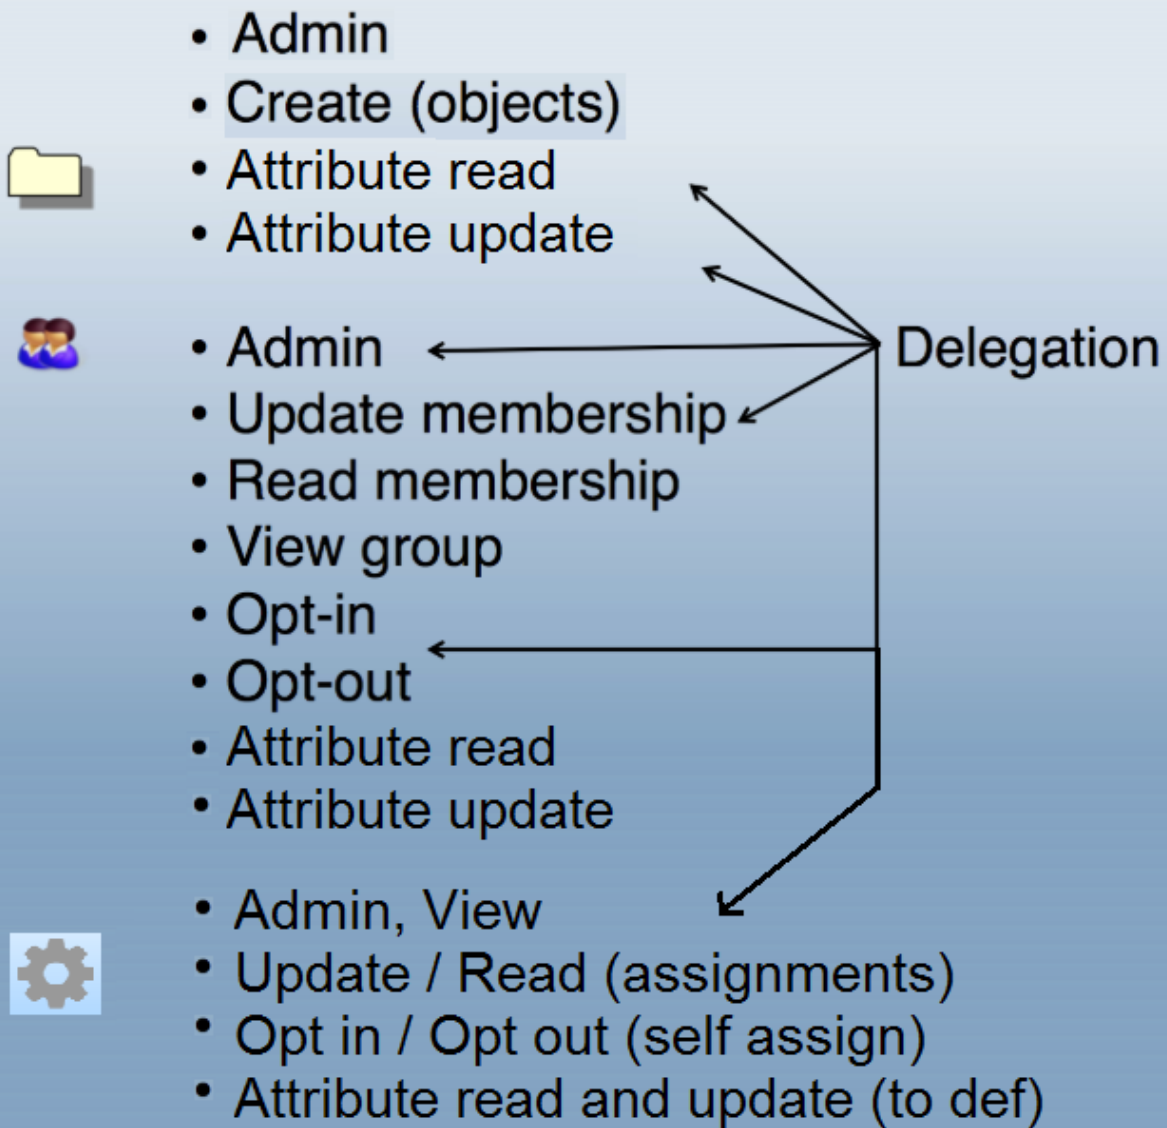 • Admin
• Create (objects)
• Attribute read
• Attribute update
• Admin
Delegation
• Update membership
• Read membership
• View group
• Opt-in
• Opt-out
• Attribute read
• Attribute update
• Admin, View
• Update / Read (assignments)
• Opt in / Opt out (self assign)
• Attribute read and update (to def)